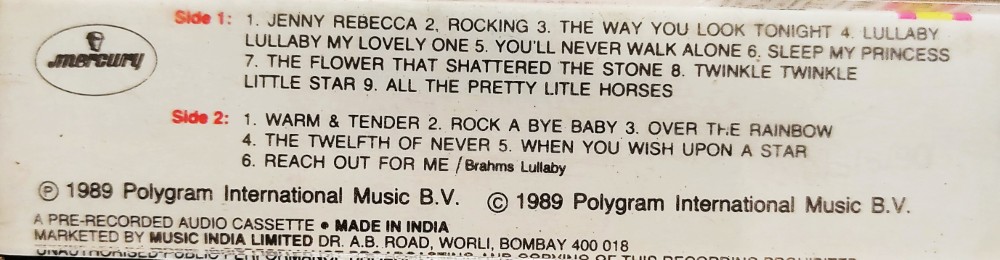 mercury
Side 1: 1. JENNY REBECCA 2. ROCKING 3. THE WAY YOU LOOK TONIGHT 4. LULLABY
LULLABY MY LOVELY ONE 5. YOU'LL NEVER WALK ALONE 6. SLEEP MY PRINCESS
7. THE FLOWER THAT SHATTERED THE STONE 8. TWINKLE TWINKLE
LITTLE STAR 9. ALL THE PRETTY LITLE HORSES
Side 2: 1. WARM & TENDER 2. ROCK A BYE BABY 3. OVER THE RAINBOW
4. THE TWELFTH OF NEVER 5. WHEN YOU WISH UPON A STAR
6. REACH OUT FOR ME / Brahms Lullaby
Ⓟ 1989 Polygram International Music B.V. © 1989 Polygram International Music B.V.
A PRE-RECORDED AUDIO CASSETTE • MADE IN INDIA
MARKETED BY MUSIC INDIA LIMITED DR. A.B. ROAD, WORLI, BOMBAY 400 018